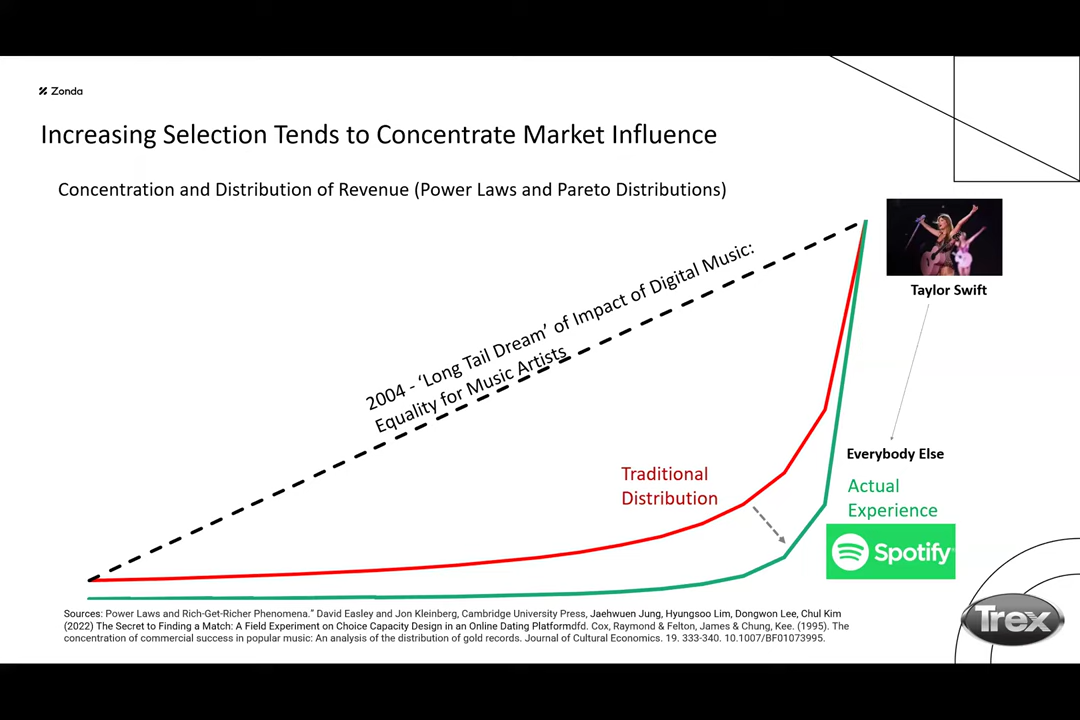 Zonda
Increasing Selection Tends to Concentrate Market Influence
Concentration and Distribution of Revenue (Power Laws and Pareto Distributions)
2004 - ‘Long Tail Dream’ of Impact of Digital Music:
Equality for Music Artists
Taylor Swift
Everybody Else
Traditional
Distribution
Actual
Experience
Spotify
Sources: Power Laws and Rich-Get-Richer Phenomena.” David Easley and Jon Kleinberg, Cambridge University Press, Jaehwuen Jung, Hyungsoo Lim, Dongwon Lee, Chul Kim
(2022) The Secret to Finding a Match: A Field Experiment on Choice Capacity Design in an Online Dating Platformdfd. Cox, Raymond & Felton, James & Chung, Kee. (1995). The
concentration of commercial success in popular music: An analysis of the distribution of gold records. Journal of Cultural Economics. 19. 333-340. 10.1007/BF01073995.
Trex